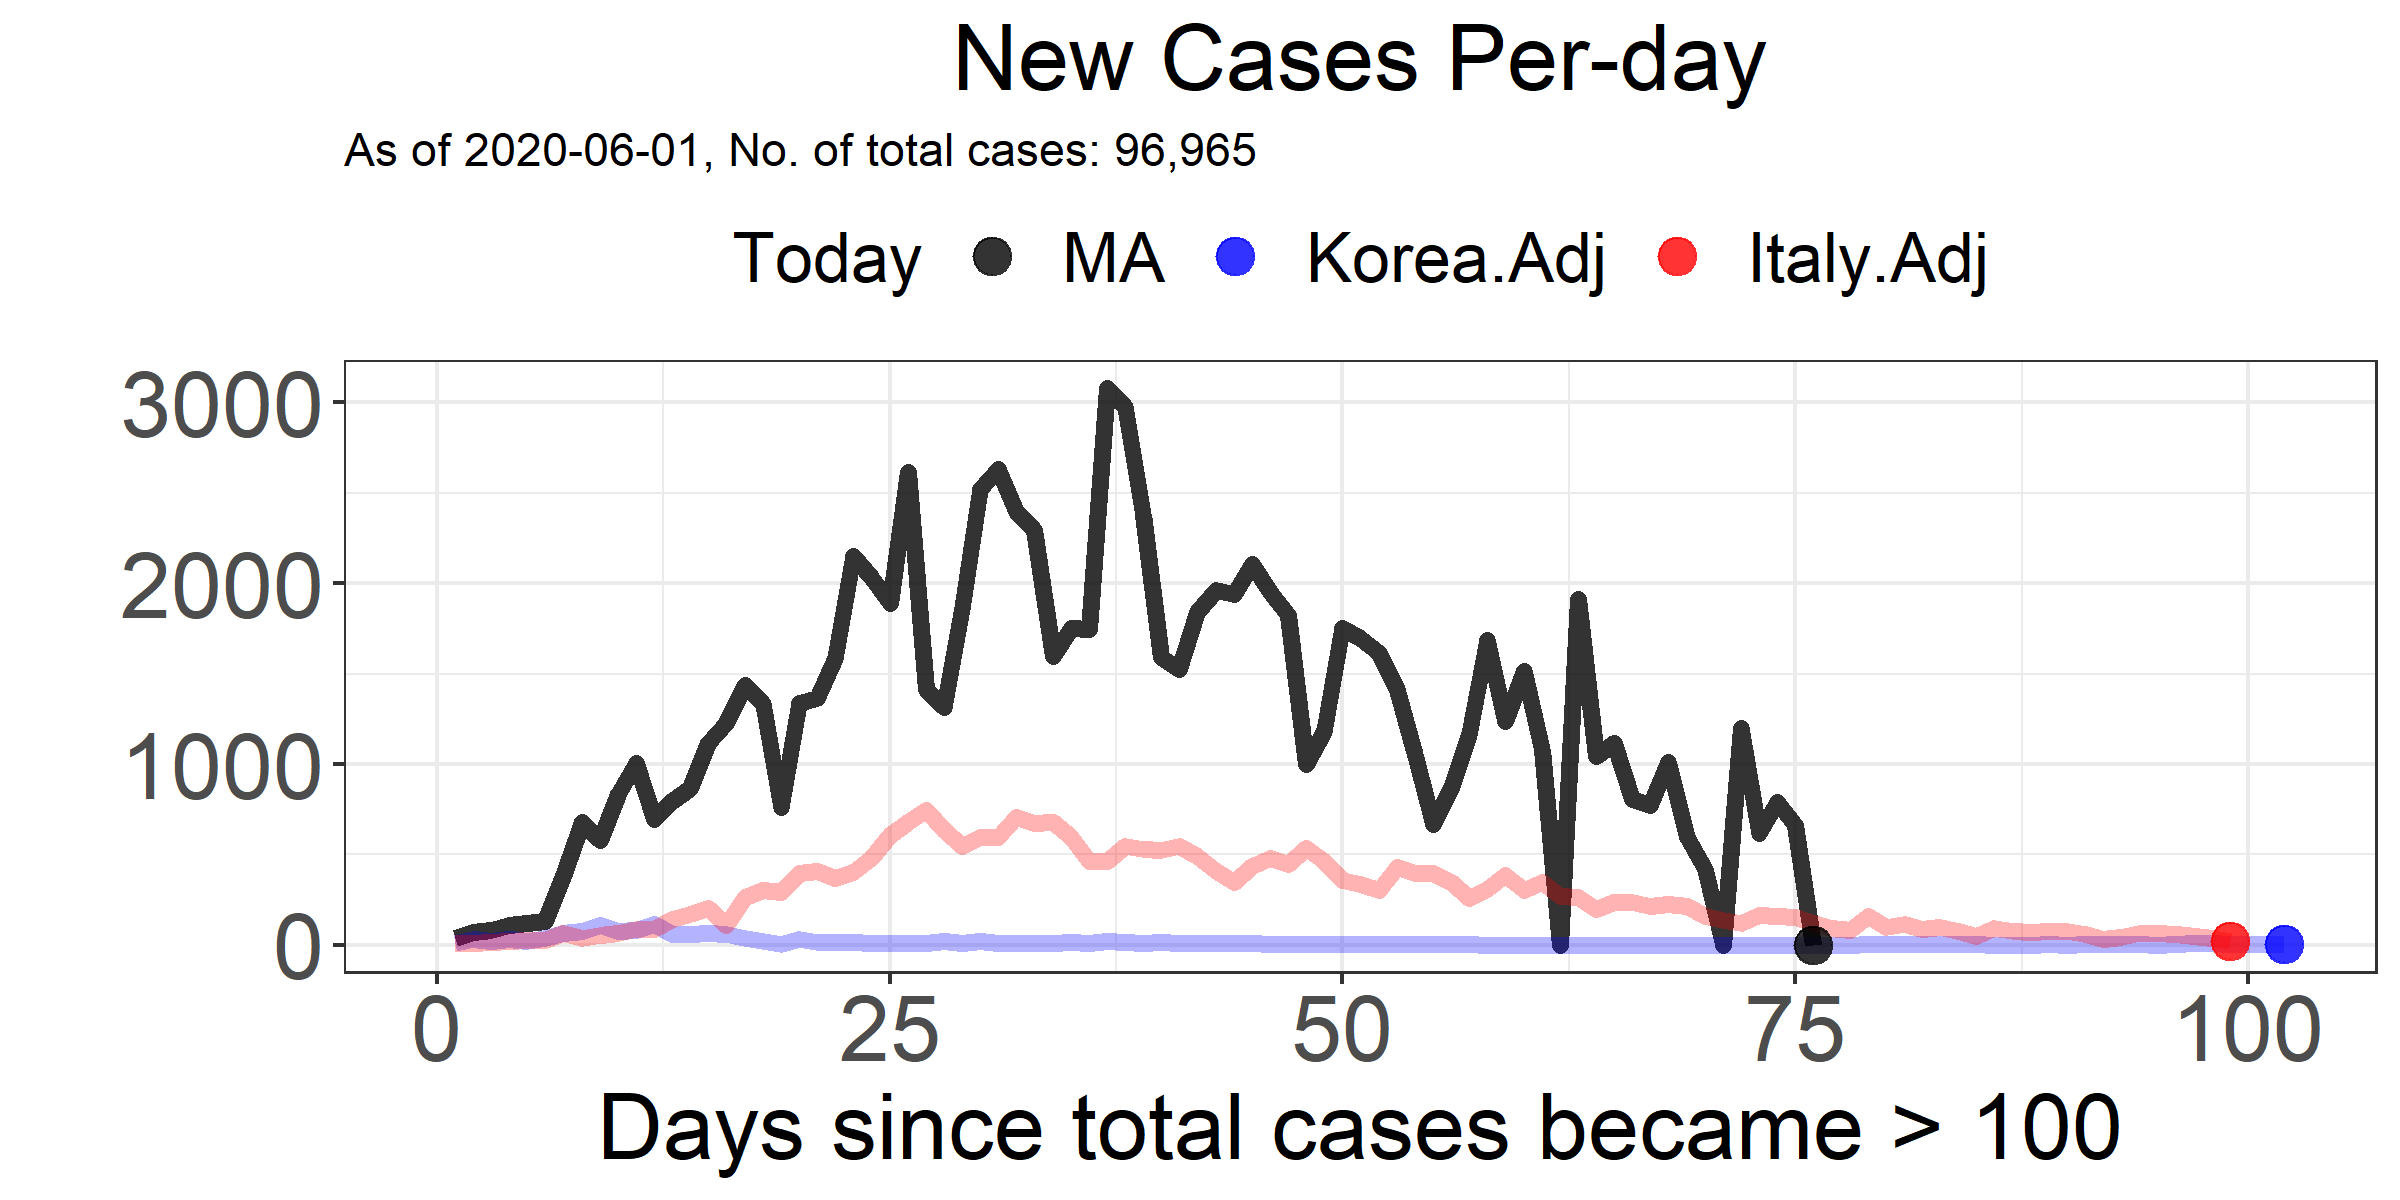 New Cases Per-day
As of 2020-06-01, No. of total cases: 96,965
Today MA Korea.Adj Italy.Adj
3000
2000
1000
0
0 25 50 75 100
Days since total cases became > 100